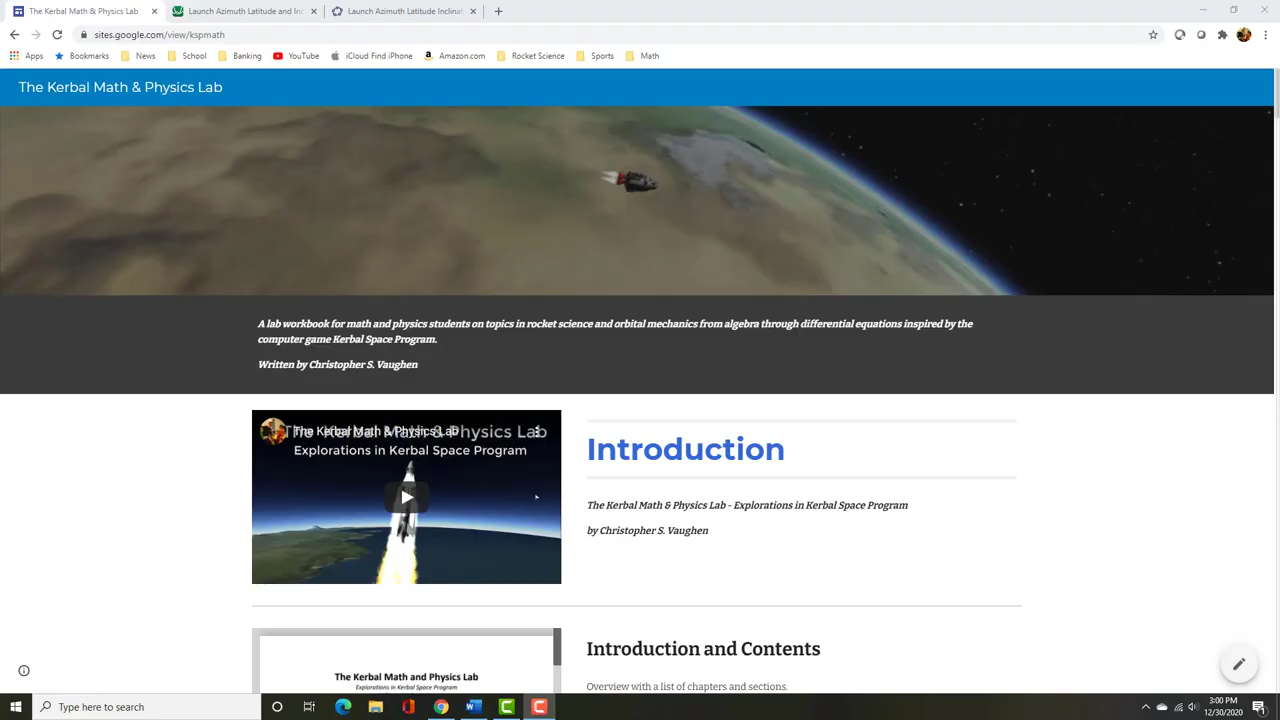 The Kerbal Math & Physics Lab
Launch Azimuth Latitude and Inc
Launch Azimuth Latitude Inclinat
sites.google.com/view/kspmath
Apps Bookmarks News School Banking YouTube iCloud Find iPhone Amazon.com Rocket Science Sports Math
The Kerbal Math & Physics Lab
A lab workbook for math and physics students on topics in rocket science and orbital mechanics from algebra through differential equations inspired by the
computer game Kerbal Space Program.
Written by Christopher S. Vaughen
The Kerbal Math & Physics Lab
The Kerbal Math & Physics Lab
Explorations in Kerbal Space Program
Introduction
The Kerbal Math & Physics Lab - Explorations in Kerbal Space Program
by Christopher S. Vaughen
The Kerbal Math and Physics Lab
Explorations in Kerbal Space Program
Introduction and Contents
Overview with a list of chapters and sections.
Type here to search
3:00 PM
12/30/2020